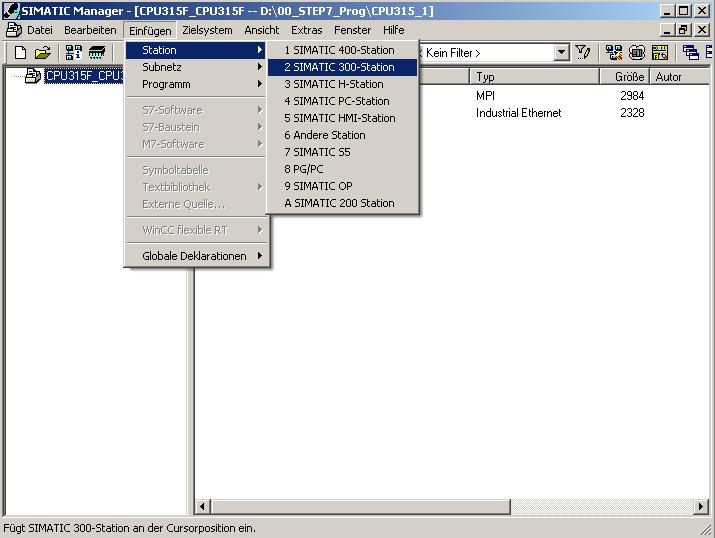 SIMATIC Manager - [CPU315F_CPU315F -- D:\00_STEP7_Prog\CPU315_1]
Datei Bearbeiten Einfügen Zielsystem Ansicht Extras Fenster Hilfe
Kein Filter >
CPU315F_CPU3
Station
Subnetz
Programm
S7-Software
S7-Baustein
M7-Software
Symboltabelle
Textbibliothek
Externe Quelle...
WinCC flexible RT
Globale Deklarationen
1 SIMATIC 400-Station
2 SIMATIC 300-Station
3 SIMATIC H-Station
4 SIMATIC PC-Station
5 SIMATIC HMI-Station
6 Andere Station
7 SIMATIC S5
8 PG/PC
9 SIMATIC OP
A SIMATIC 200 Station
Typ Größe Autor
MPI 2984
Industrial Ethernet 2328
Fügt SIMATIC 300-Station an der Cursorposition ein.